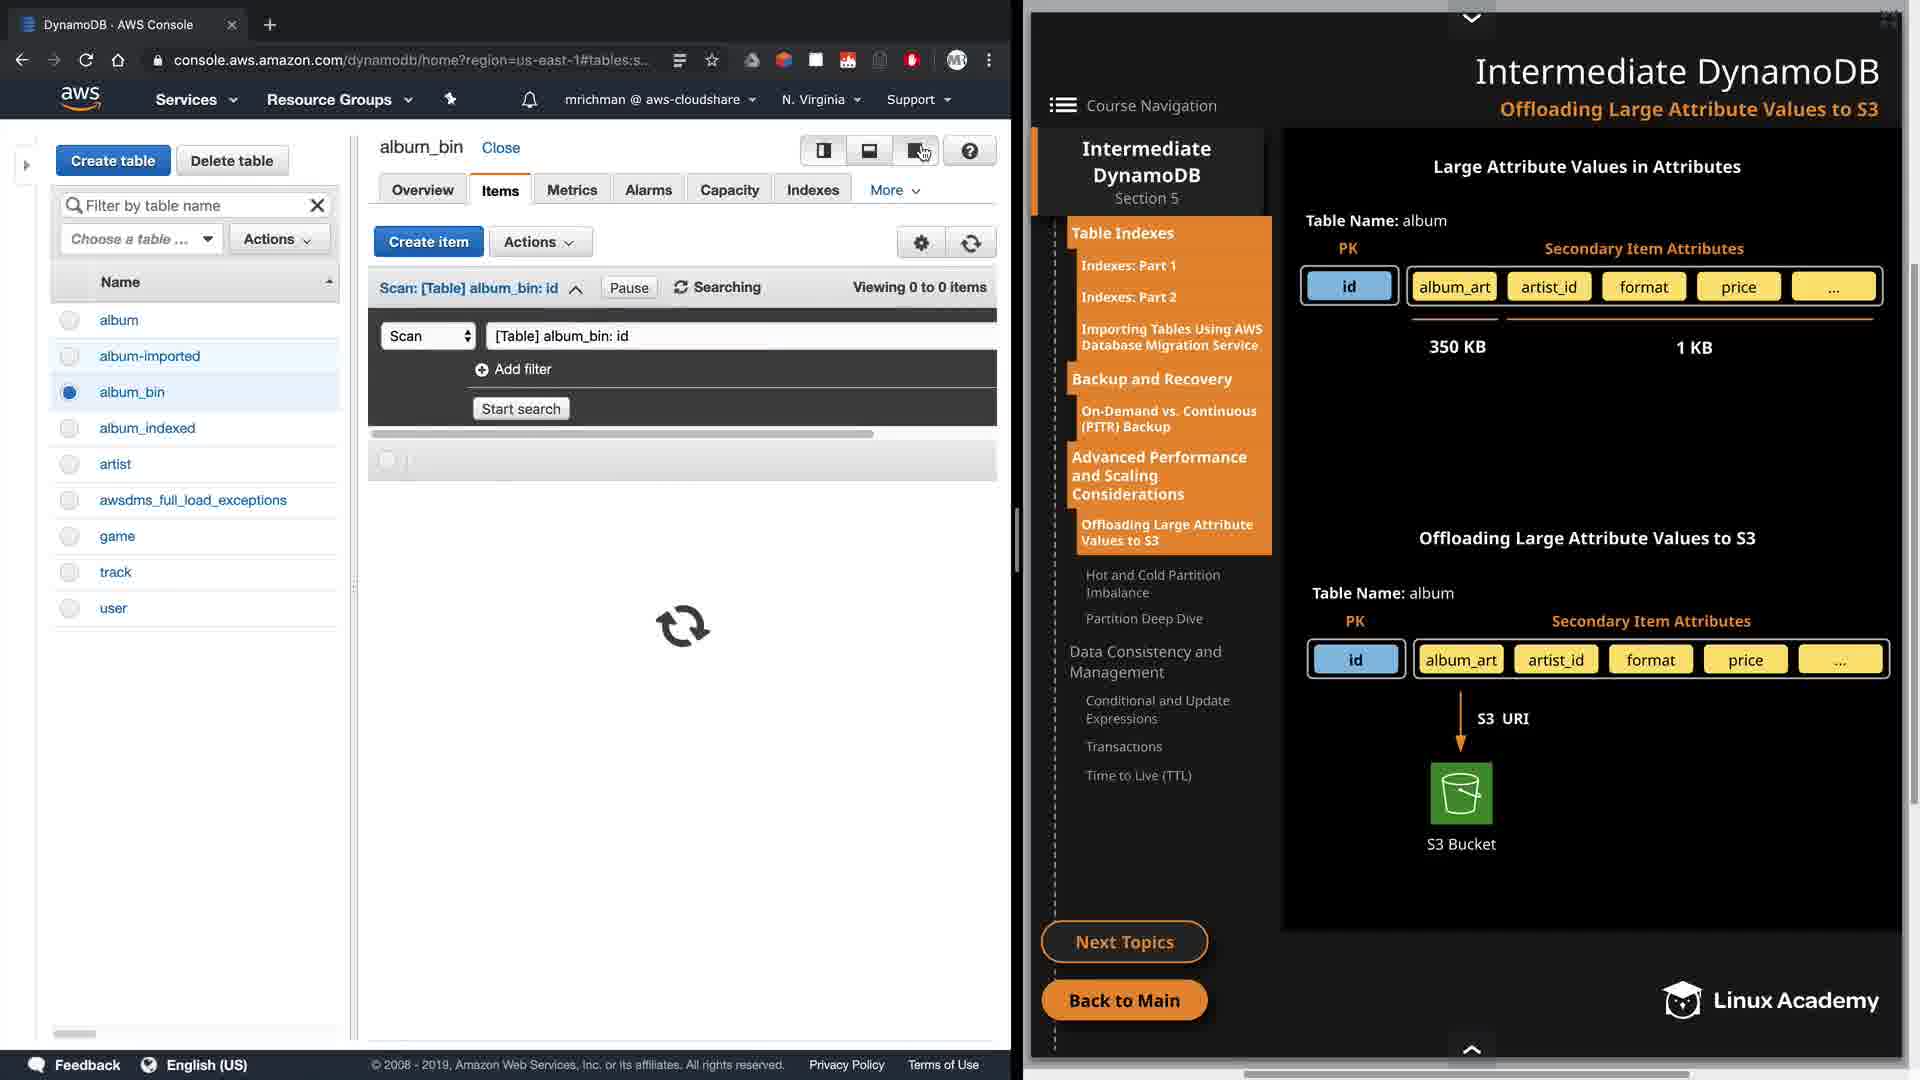 DynamoDB · AWS Console
console.aws.amazon.com/dynamodb/home?region=us-east-1#tables:s...
aws
Services
Resource Groups
mrichman @ aws-cloudshare
N. Virginia
Support
Create table
Delete table
Filter by table name
Choose a table ...
Actions
Name
album
album-imported
album_bin
album_indexed
artist
awsdms_full_load_exceptions
game
track
user
album_bin
Close
Overview
Items
Metrics
Alarms
Capacity
Indexes
More
Create item
Actions
Scan: [Table] album_bin: id
Pause
Searching
Viewing 0 to 0 items
Scan
[Table] album_bin: id
Add filter
Start search
Feedback
English (US)
© 2008 - 2019, Amazon Web Services, Inc. or its affiliates. All rights reserved.
Privacy Policy
Terms of Use
Intermediate DynamoDB
Offloading Large Attribute Values to S3
Course Navigation
Intermediate
DynamoDB
Section 5
Table Indexes
Indexes: Part 1
Indexes: Part 2
Importing Tables Using AWS
Database Migration Service
Backup and Recovery
On-Demand vs. Continuous
(PITR) Backup
Advanced Performance
and Scaling
Considerations
Offloading Large Attribute
Values to S3
Hot and Cold Partition
Imbalance
Partition Deep Dive
Data Consistency and
Management
Conditional and Update
Expressions
Transactions
Time to Live (TTL)
Next Topics
Back to Main
Large Attribute Values in Attributes
Table Name: album
PK
Secondary Item Attributes
id
album_art
artist_id
format
price
...
350 KB
1 KB
Offloading Large Attribute Values to S3
Table Name: album
PK
Secondary Item Attributes
id
album_art
artist_id
format
price
...
S3 URI
S3 Bucket
Linux Academy